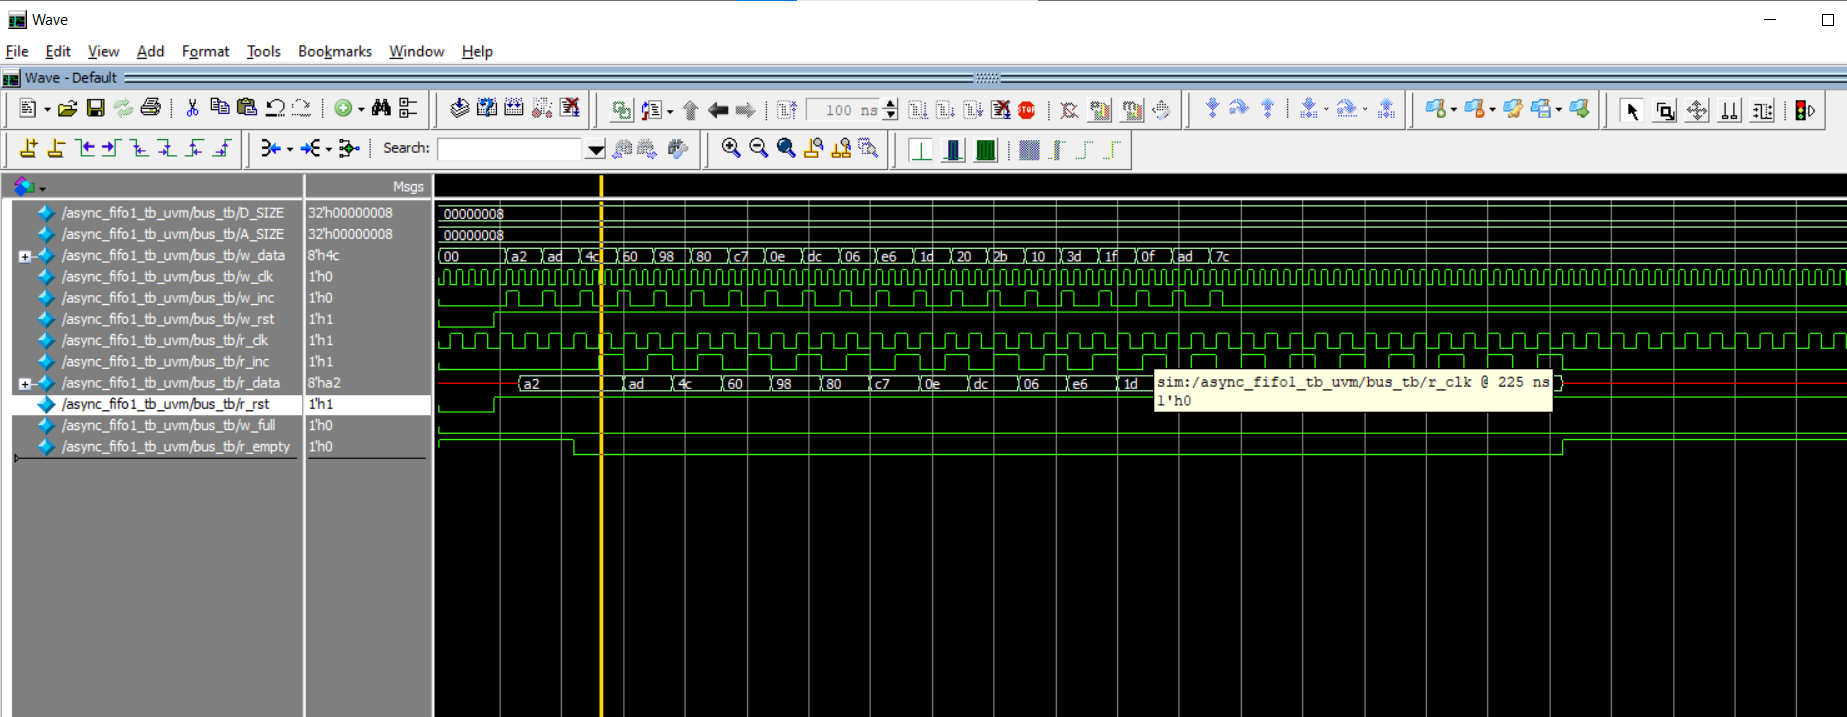 Wave
File Edit View Add Format Tools Bookmarks Window Help
Wave - Default
100 ns
STOP
Search:
Msgs
/async_fifo1_tb_uvm/bus_tb/D_SIZE 32'h00000008 00000008
/async_fifo1_tb_uvm/bus_tb/A_SIZE 32'h00000008 00000008
/async_fifo1_tb_uvm/bus_tb/w_data 8'h4c 00 a2 ad 4c 60 98 80 c7 0e dc 06 e6 1d 20 2b 10 3d 1f 0f ad 7c
/async_fifo1_tb_uvm/bus_tb/w_clk 1'h0
/async_fifo1_tb_uvm/bus_tb/w_inc 1'h0
/async_fifo1_tb_uvm/bus_tb/w_rst 1'h1
/async_fifo1_tb_uvm/bus_tb/r_clk 1'h1
/async_fifo1_tb_uvm/bus_tb/r_inc 1'h1
/async_fifo1_tb_uvm/bus_tb/r_data 8'ha2 a2 ad 4c 60 98 80 c7 0e dc 06 e6 1d
sim:/async_fifo1_tb_uvm/bus_tb/r_clk @ 225 ns
1'h0
/async_fifo1_tb_uvm/bus_tb/r_rst 1'h1
/async_fifo1_tb_uvm/bus_tb/w_full 1'h0
/async_fifo1_tb_uvm/bus_tb/r_empty 1'h0